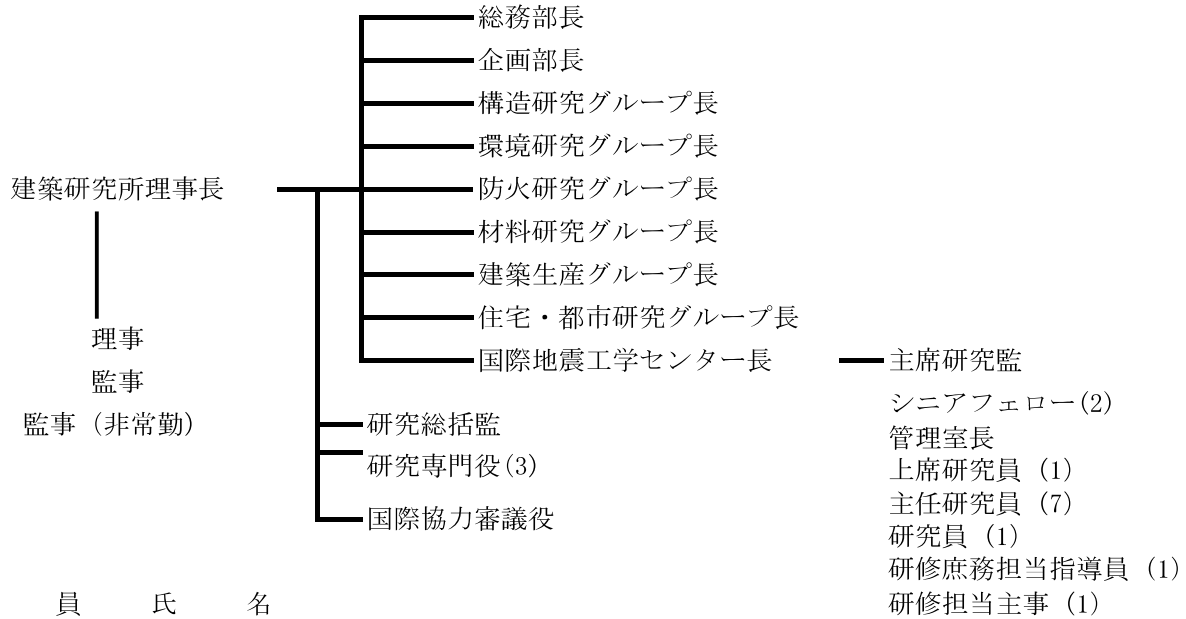 総務部長
企画部長
構造研究グループ長
環境研究グループ長
建築研究所理事長
防火研究グループ長
材料研究グループ長
建築生産グループ長
住宅・都市研究グループ長
国際地震工学センター長
理事
監事
監事（非常勤）
研究総括監
研究専門役(3)
国際協力審議役
主席研究監
シニアフェロー(2)
管理室長
上席研究員（1）
主任研究員（7）
研究員（1）
研修庶務担当指導員（1）
研修担当主事（1）
員　氏　名